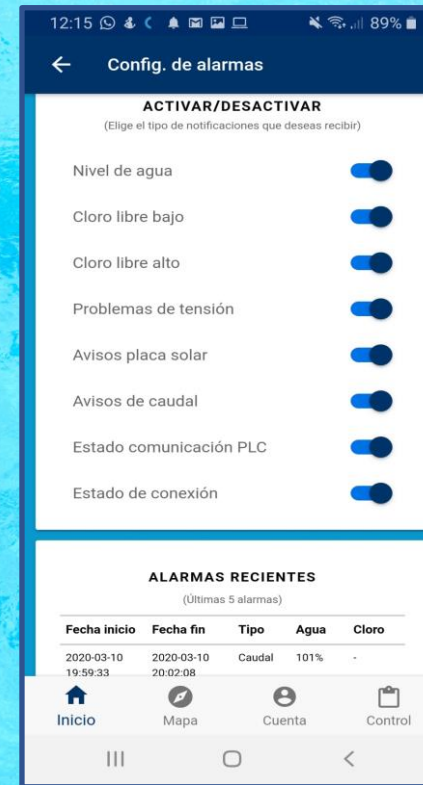 12:15 89%
Config. de alarmas
ACTIVAR/DESACTIVAR
(Elige el tipo de notificaciones que deseas recibir)
Nivel de agua
Cloro libre bajo
Cloro libre alto
Problemas de tensión
Avisos placa solar
Avisos de caudal
Estado comunicación PLC
Estado de conexión
ALARMAS RECIENTES
(Últimas 5 alarmas)
Fecha inicio Fecha fin Tipo Agua Cloro
2020-03-10 2020-03-10 Caudal 101% -
19:59:33 20:02:08
Inicio Mapa Cuenta Control